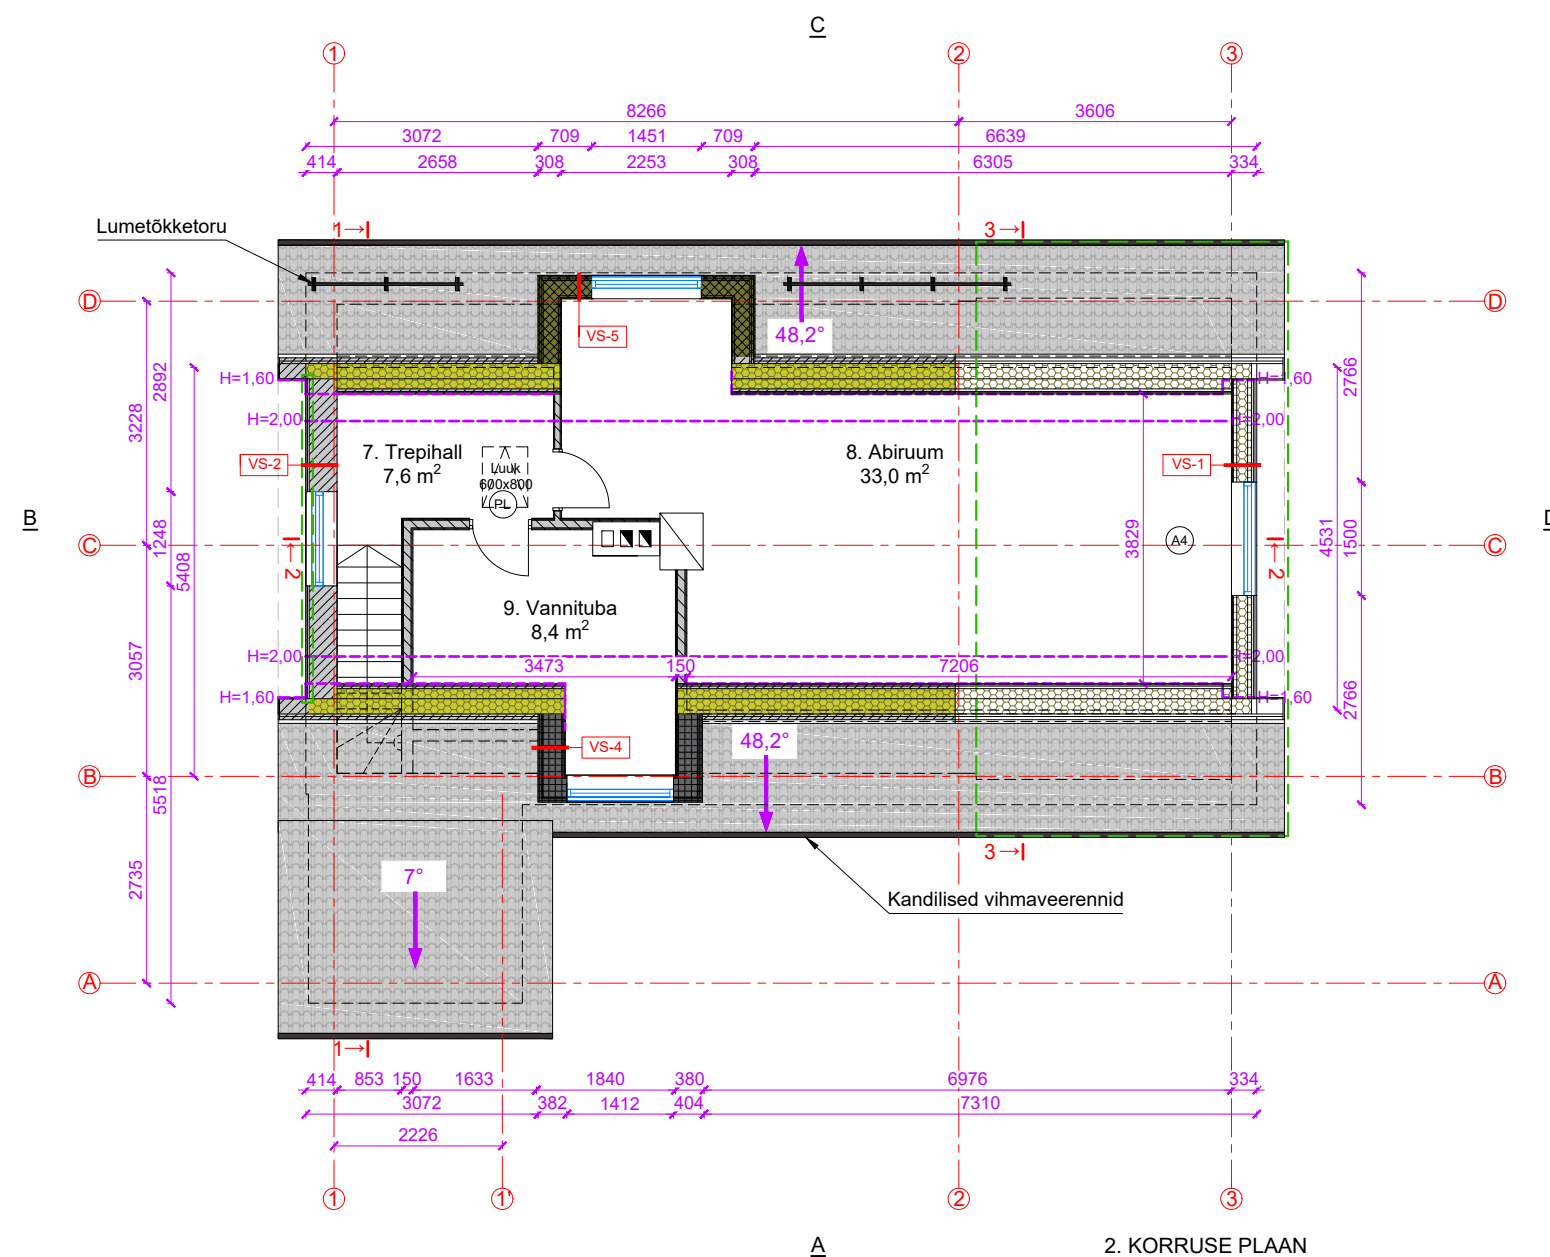 C
1
2
3
8266
3606
3072
709
1451
709
6639
414
2658
308
2253
308
6305
334
Lumetõkketoru
1
3
D
D
VS-5
48,2°
H=1,60
H=1,60
H=2,00
H=2,00
2892
3228
2766
7. Trepihall
7,6 m²
Luuk
600x800
PL
8. Abiruum
33,0 m²
VS-2
VS-1
B
D
1248
5408
3829
4531
1500
A4
C
C
2
2
9. Vannituba
8,4 m²
3057
H=2,00
H=2,00
3473
150
7206
H=1,60
H=1,60
2766
VS-4
48,2°
B
B
5518
2735
7°
3
Kandilised vihmaveerennid
A
A
1
414
853
150
1633
1840
380
6976
334
3072
382
1412
404
7310
2226
1
1'
2
3
A
2. KORRUSE PLAAN